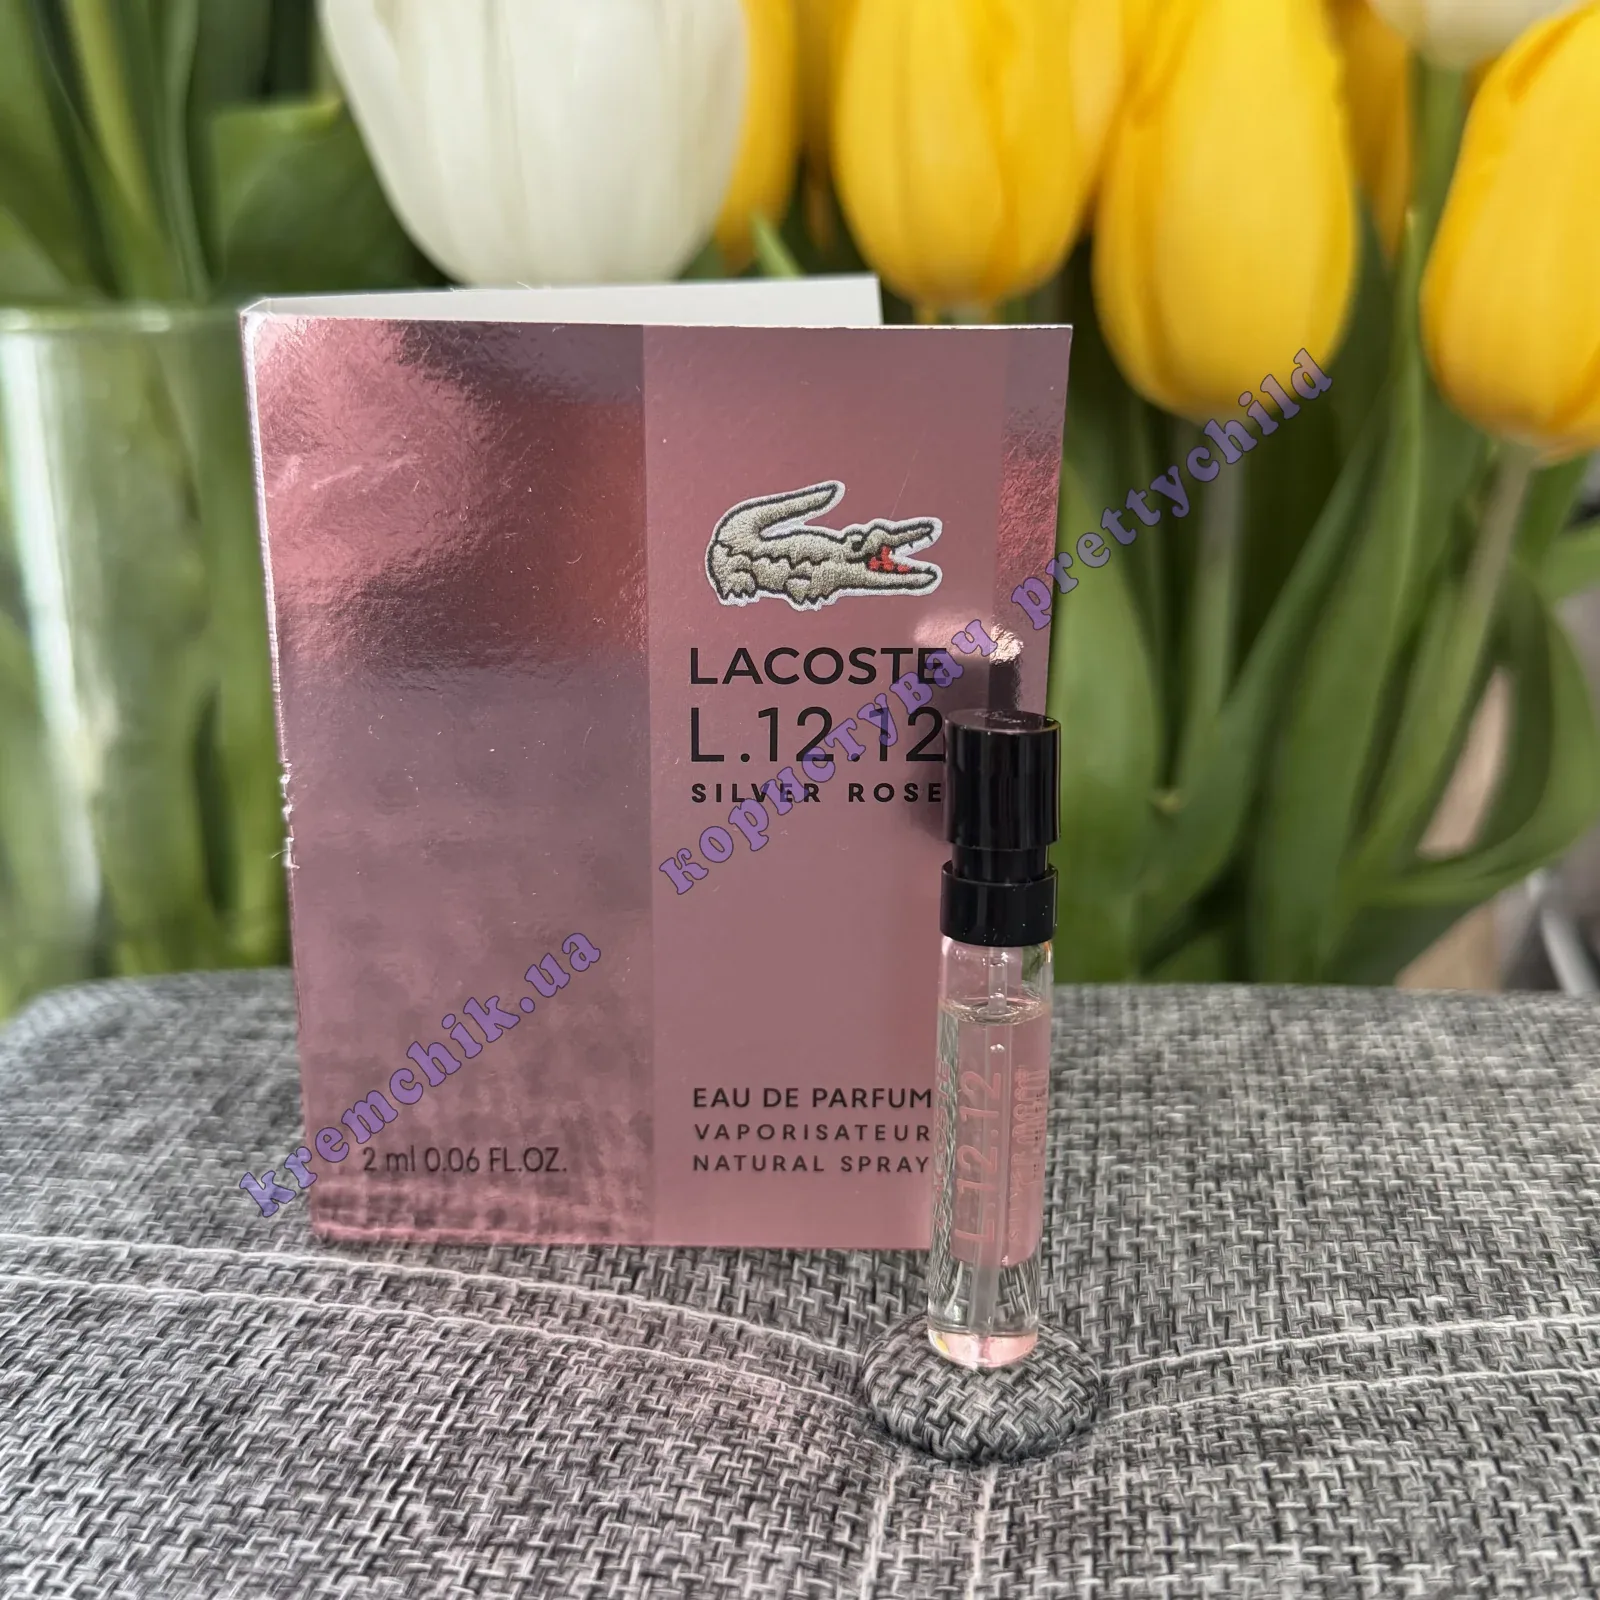 LACOSTE
L.12.12
SILVER ROSE
EAU DE PARFUM
VAPORISATEUR
NATURAL SPRAY
2 ml 0.06 FL.OZ.
L.12.12
користувач prettychild
kremchik.ua